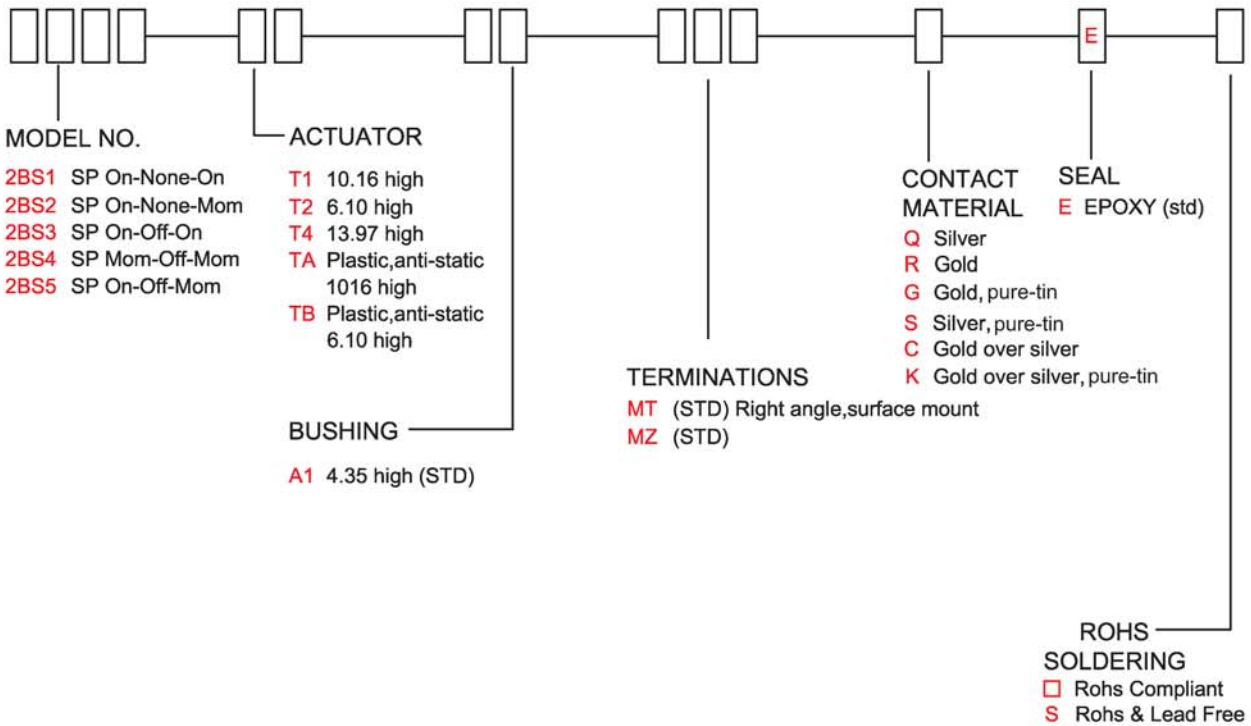 E
MODEL NO.
2BS1 SP On-None-On
2BS2 SP On-None-Mom
2BS3 SP On-Off-On
2BS4 SP Mom-Off-Mom
2BS5 SP On-Off-Mom
ACTUATOR
T1 10.16 high
T2 6.10 high
T4 13.97 high
TA Plastic,anti-static
1016 high
TB Plastic,anti-static
6.10 high
BUSHING
A1 4.35 high (STD)
TERMINATIONS
MT (STD) Right angle,surface mount
MZ (STD)
CONTACT
MATERIAL
Q Silver
R Gold
G Gold, pure-tin
S Silver, pure-tin
C Gold over silver
K Gold over silver, pure-tin
SEAL
E EPOXY (std)
ROHS
SOLDERING
Rohs Compliant
S Rohs & Lead Free